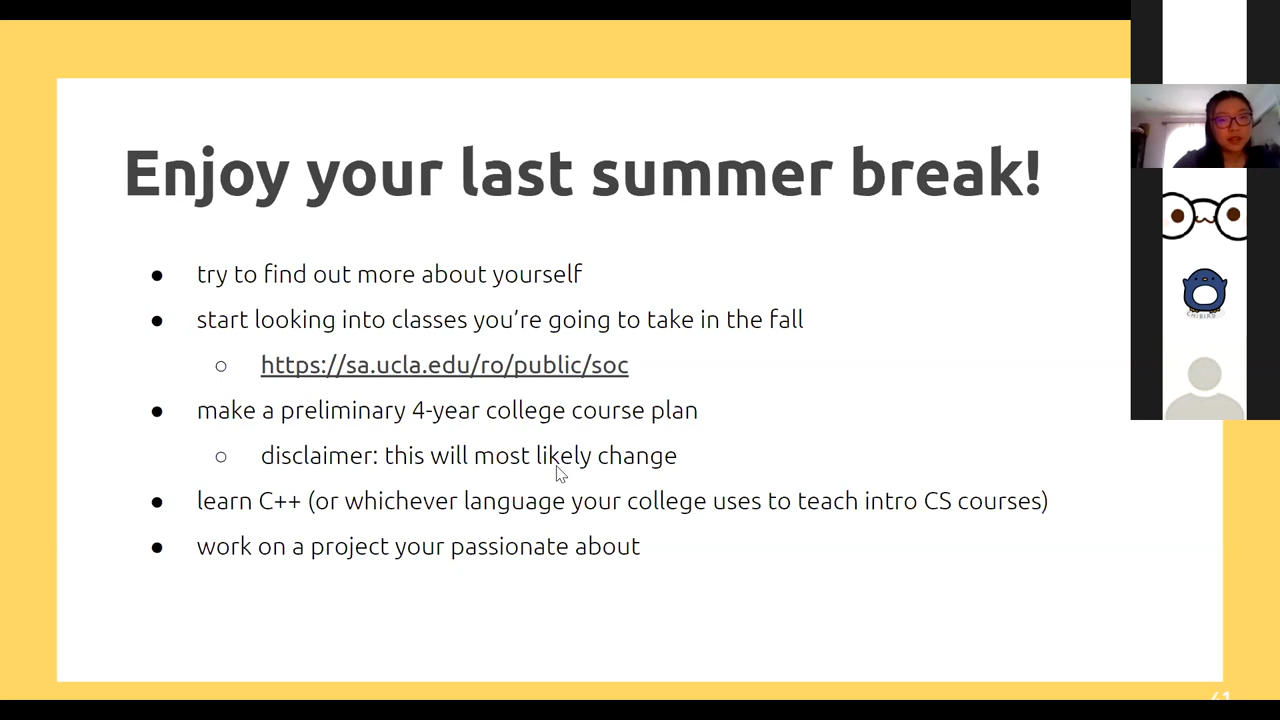 Enjoy your last summer break!
● try to find out more about yourself
● start looking into classes you’re going to take in the fall
○ https://sa.ucla.edu/ro/public/soc
● make a preliminary 4-year college course plan
○ disclaimer: this will most likely change
● learn C++ (or whichever language your college uses to teach intro CS courses)
● work on a project your passionate about